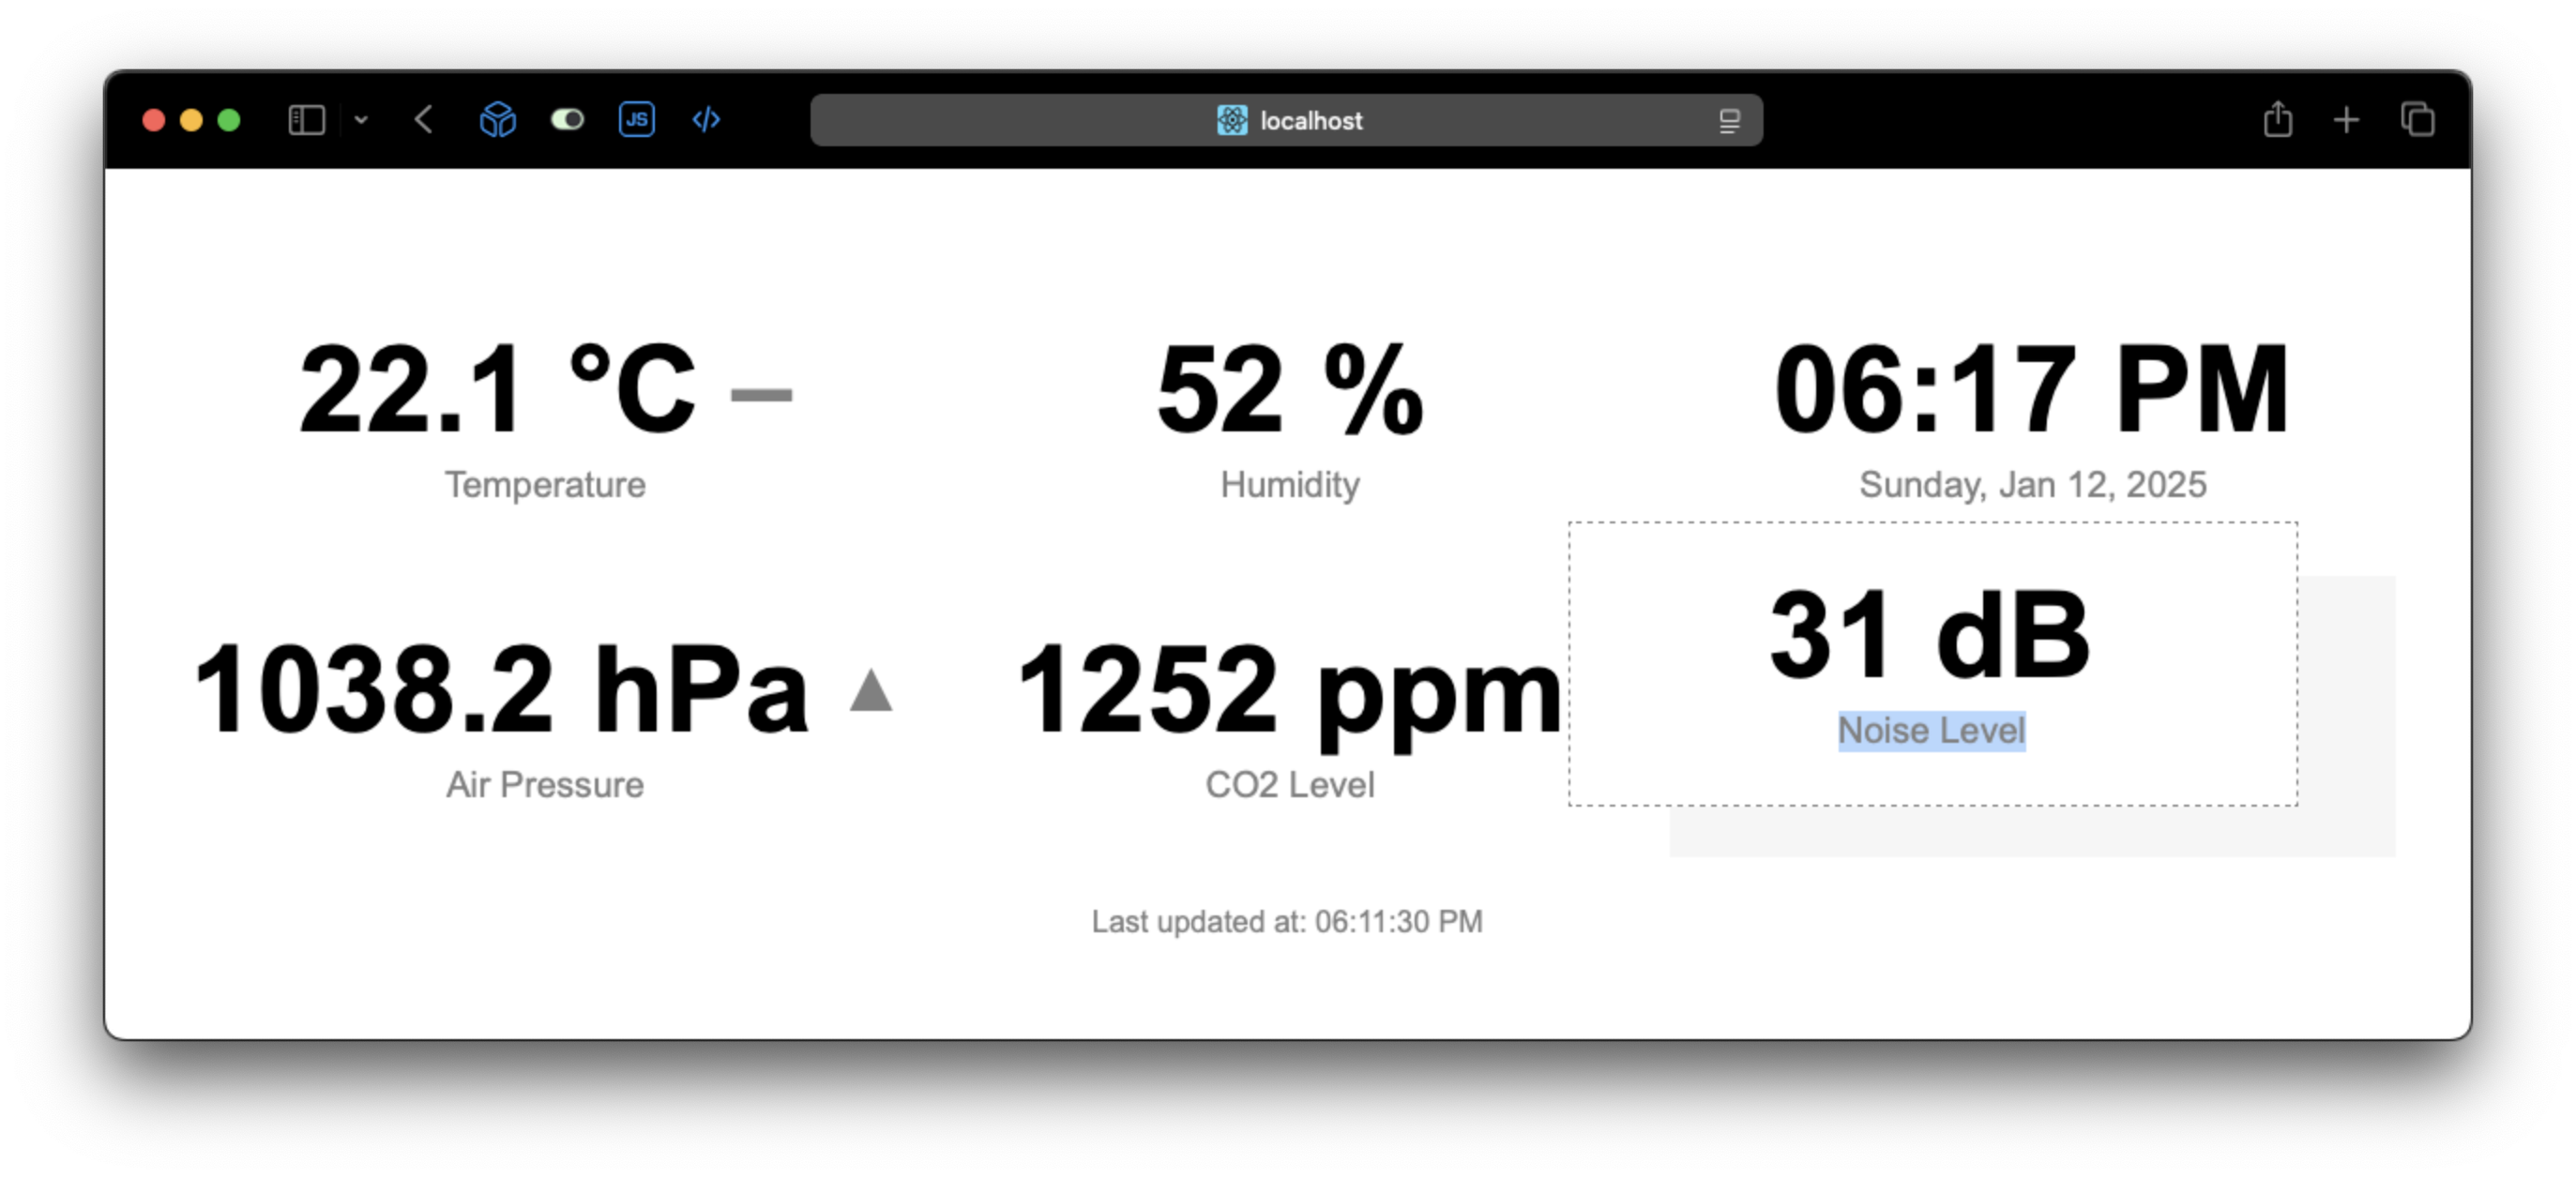 JS
localhost
22.1 °C –
Temperature
52 %
Humidity
06:17 PM
Sunday, Jan 12, 2025
1038.2 hPa ▲
Air Pressure
1252 ppm
CO2 Level
31 dB
Noise Level
Last updated at: 06:11:30 PM